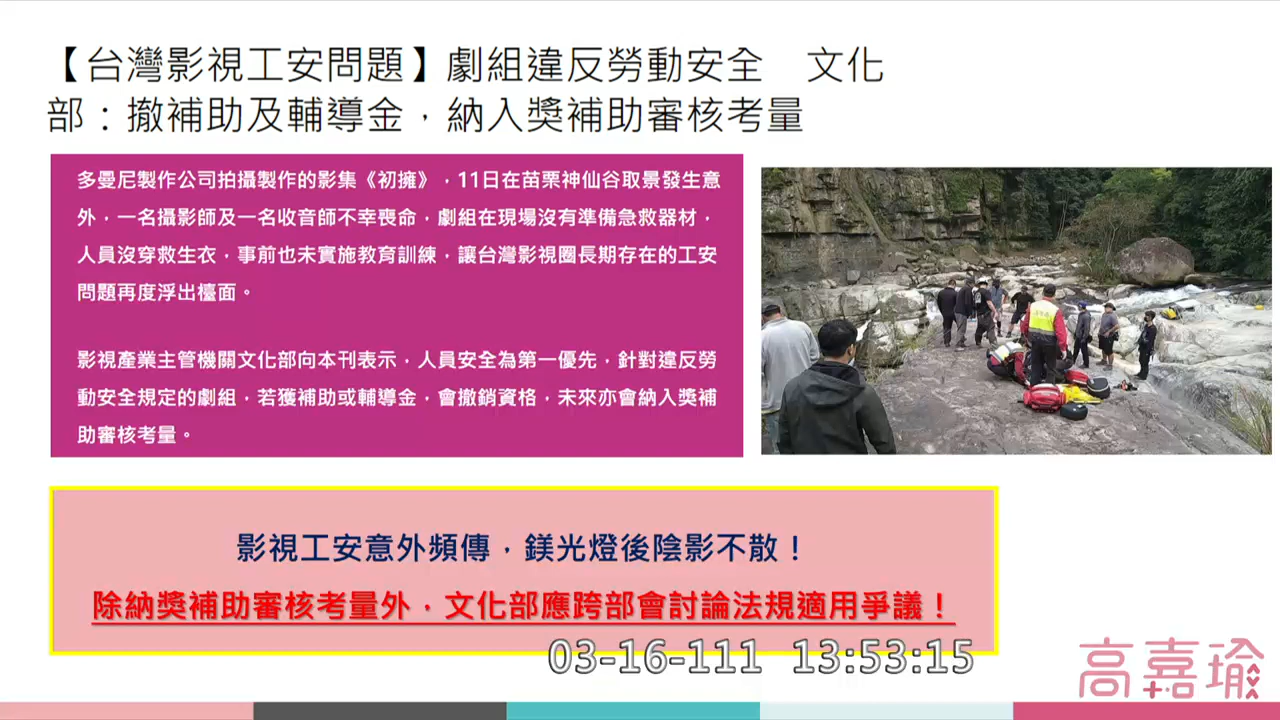 【台灣影視工安問題】劇組違反勞動安全　文化
部：撤補助及輔導金，納入獎補助審核考量
多曼尼製作公司拍攝製作的影集《初擁》，11日在苗栗神仙谷取景發生意
外，一名攝影師及一名收音師不幸喪命，劇組在現場沒有準備急救器材，
人員沒穿救生衣，事前也未實施教育訓練，讓台灣影視圈長期存在的工安
問題再度浮出檯面。
影視產業主管機關文化部向本刊表示，人員安全為第一優先，針對違反勞
動安全規定的劇組，若獲補助或輔導金，會撤銷資格，未來亦會納入獎補
助審核考量。
影視工安意外頻傳，鎂光燈後陰影不散！
除納獎補助審核考量外，文化部應跨部會討論法規適用爭議！
03-16-111 13:53:15
高嘉瑜